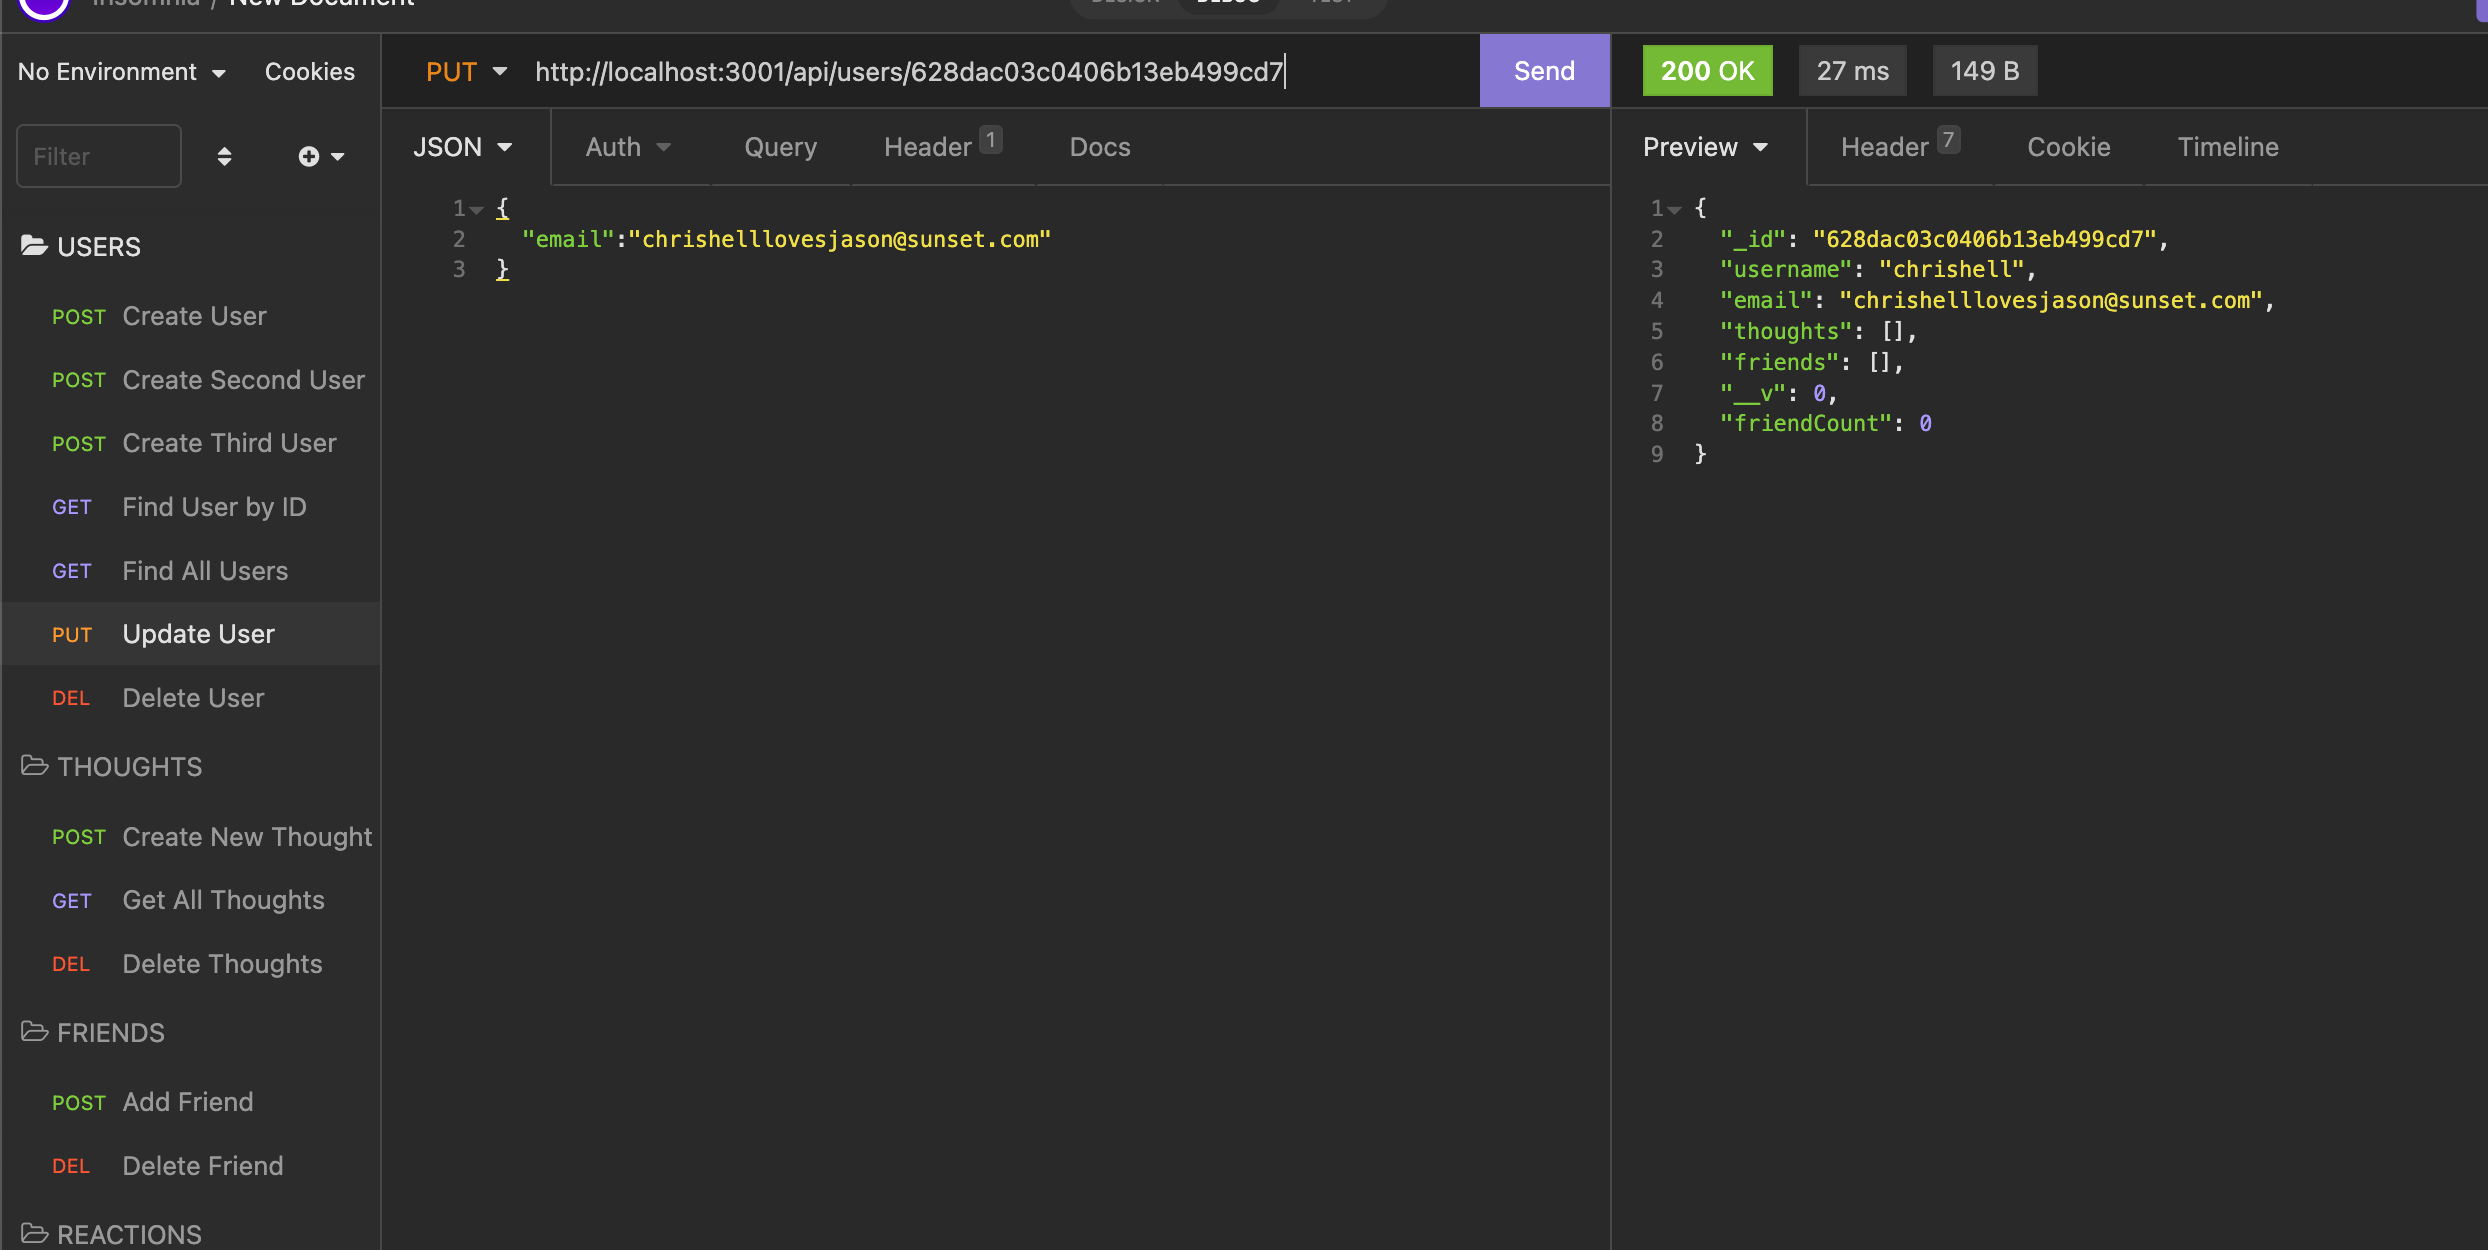 Insomnia / New Document
DESIGN DEBUG TEST
No Environment Cookies
Filter
USERS
POST Create User
POST Create Second User
POST Create Third User
GET Find User by ID
GET Find All Users
PUT Update User
DEL Delete User
THOUGHTS
POST Create New Thought
GET Get All Thoughts
DEL Delete Thoughts
FRIENDS
POST Add Friend
DEL Delete Friend
REACTIONS
PUT http://localhost:3001/api/users/628dac03c0406b13eb499cd7 Send
JSON Auth Query Header 1 Docs
1 {
2 "email":"chrishelllovesjason@sunset.com"
3 }
200 OK 27 ms 149 B
Preview Header 7 Cookie Timeline
1 {
2 "_id": "628dac03c0406b13eb499cd7",
3 "username": "chrishell",
4 "email": "chrishelllovesjason@sunset.com",
5 "thoughts": [],
6 "friends": [],
7 "__v": 0,
8 "friendCount": 0
9 }